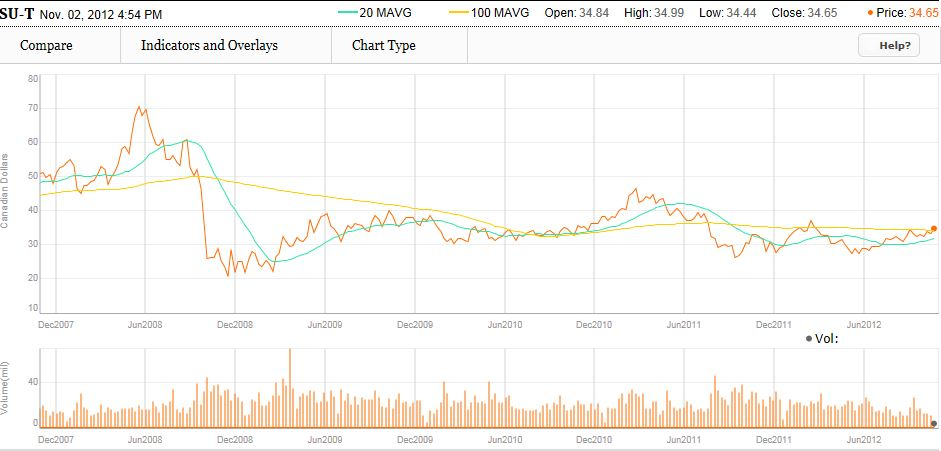 SU-T Nov. 02, 2012 4:54 PM 20 MAVG 100 MAVG Open: 34.84 High: 34.99 Low: 34.44 Close: 34.65 Price: 34.65
Compare Indicators and Overlays Chart Type Help?
Canadian Dollars
80
70
60
50
40
30
20
10
Dec2007 Jun2008 Dec2008 Jun2009 Dec2009 Jun2010 Dec2010 Jun2011 Dec2011 Jun2012
Vol:
Volume(mil)
40
0
Dec2007 Jun2008 Dec2008 Jun2009 Dec2009 Jun2010 Dec2010 Jun2011 Dec2011 Jun2012